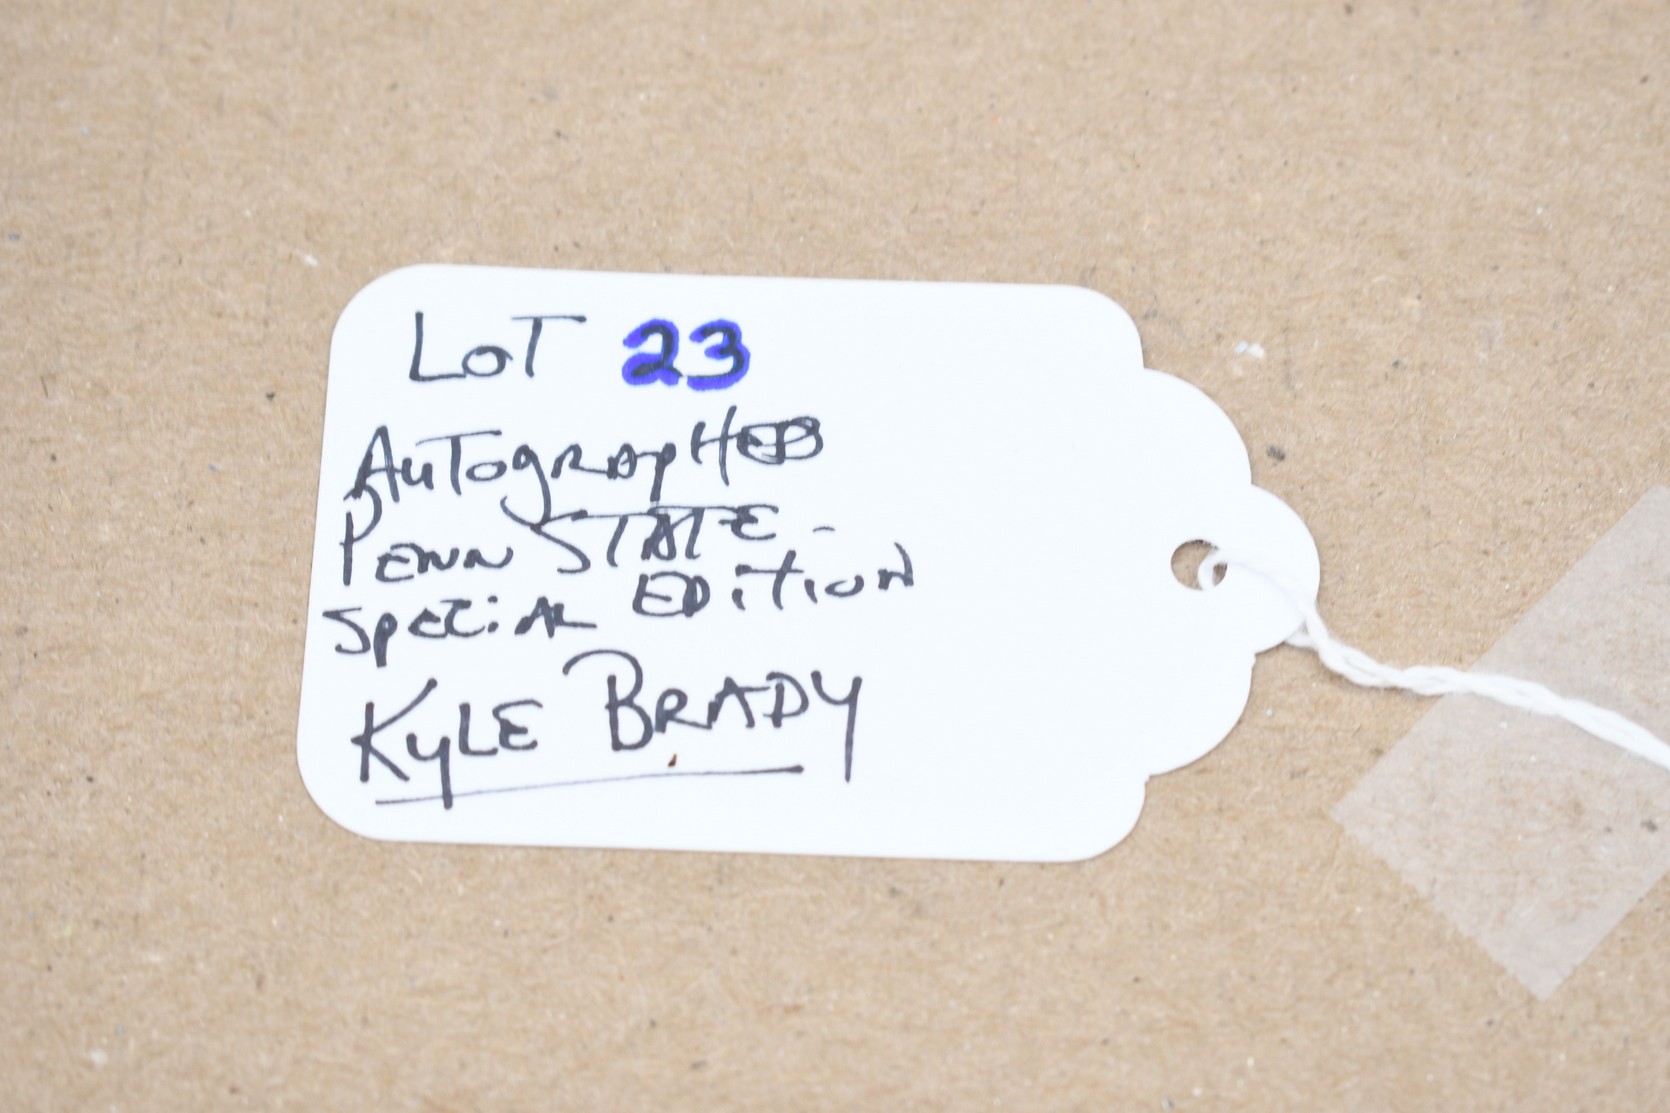 LoT 23
AuTogRapHED
PENN STATE -
SpECiAL EDiTioN
KyLE BRADY